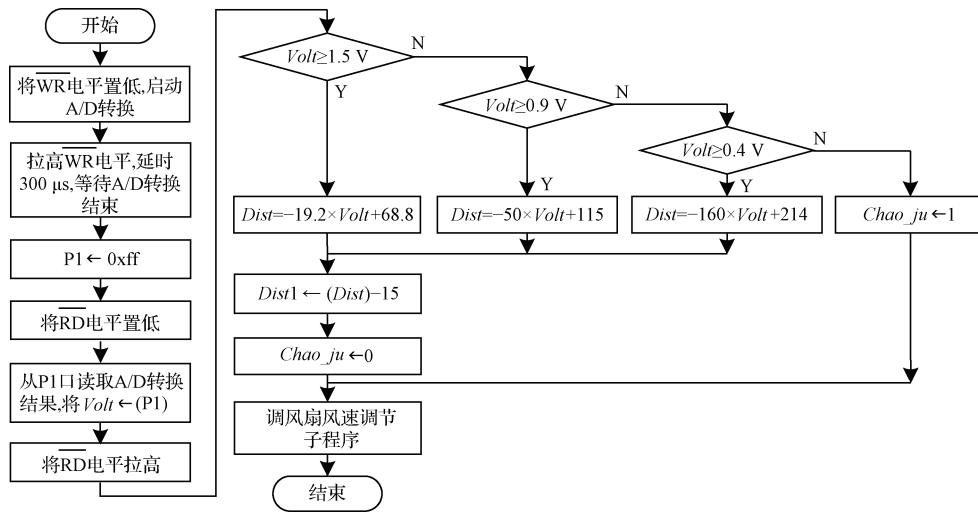 开始
将W̅R̅电平置低,启动
A/D转换
拉高W̅R̅电平,延时
300 μs,等待A/D转换
结束
P1 ← 0xff
将R̅D̅电平置低
从P1口读取A/D转换
结果,将Volt ← (P1)
将R̅D̅电平拉高
Volt≥1.5 V
N
Y
Volt≥0.9 V
N
Y
Volt≥0.4 V
N
Y
Dist=−19.2×Volt+68.8
Dist=−50×Volt+115
Dist=−160×Volt+214
Chao_ju ←1
Dist1 ← (Dist)−15
Chao_ju ←0
调风扇风速调节
子程序
结束